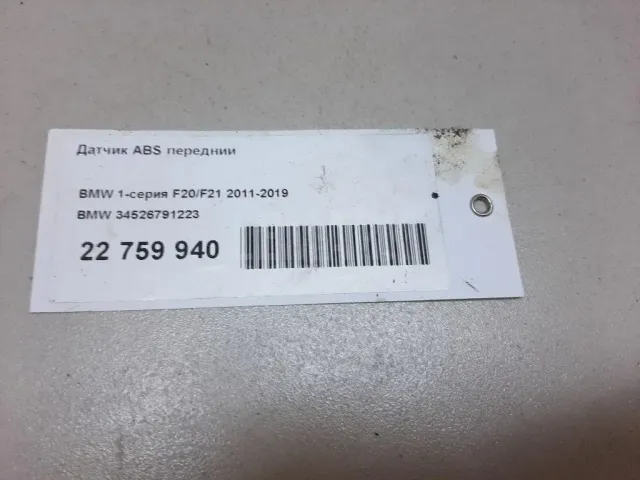 Датчик ABS передний
BMW 1-серия F20/F21 2011-2019
BMW 34526791223
22 759 940